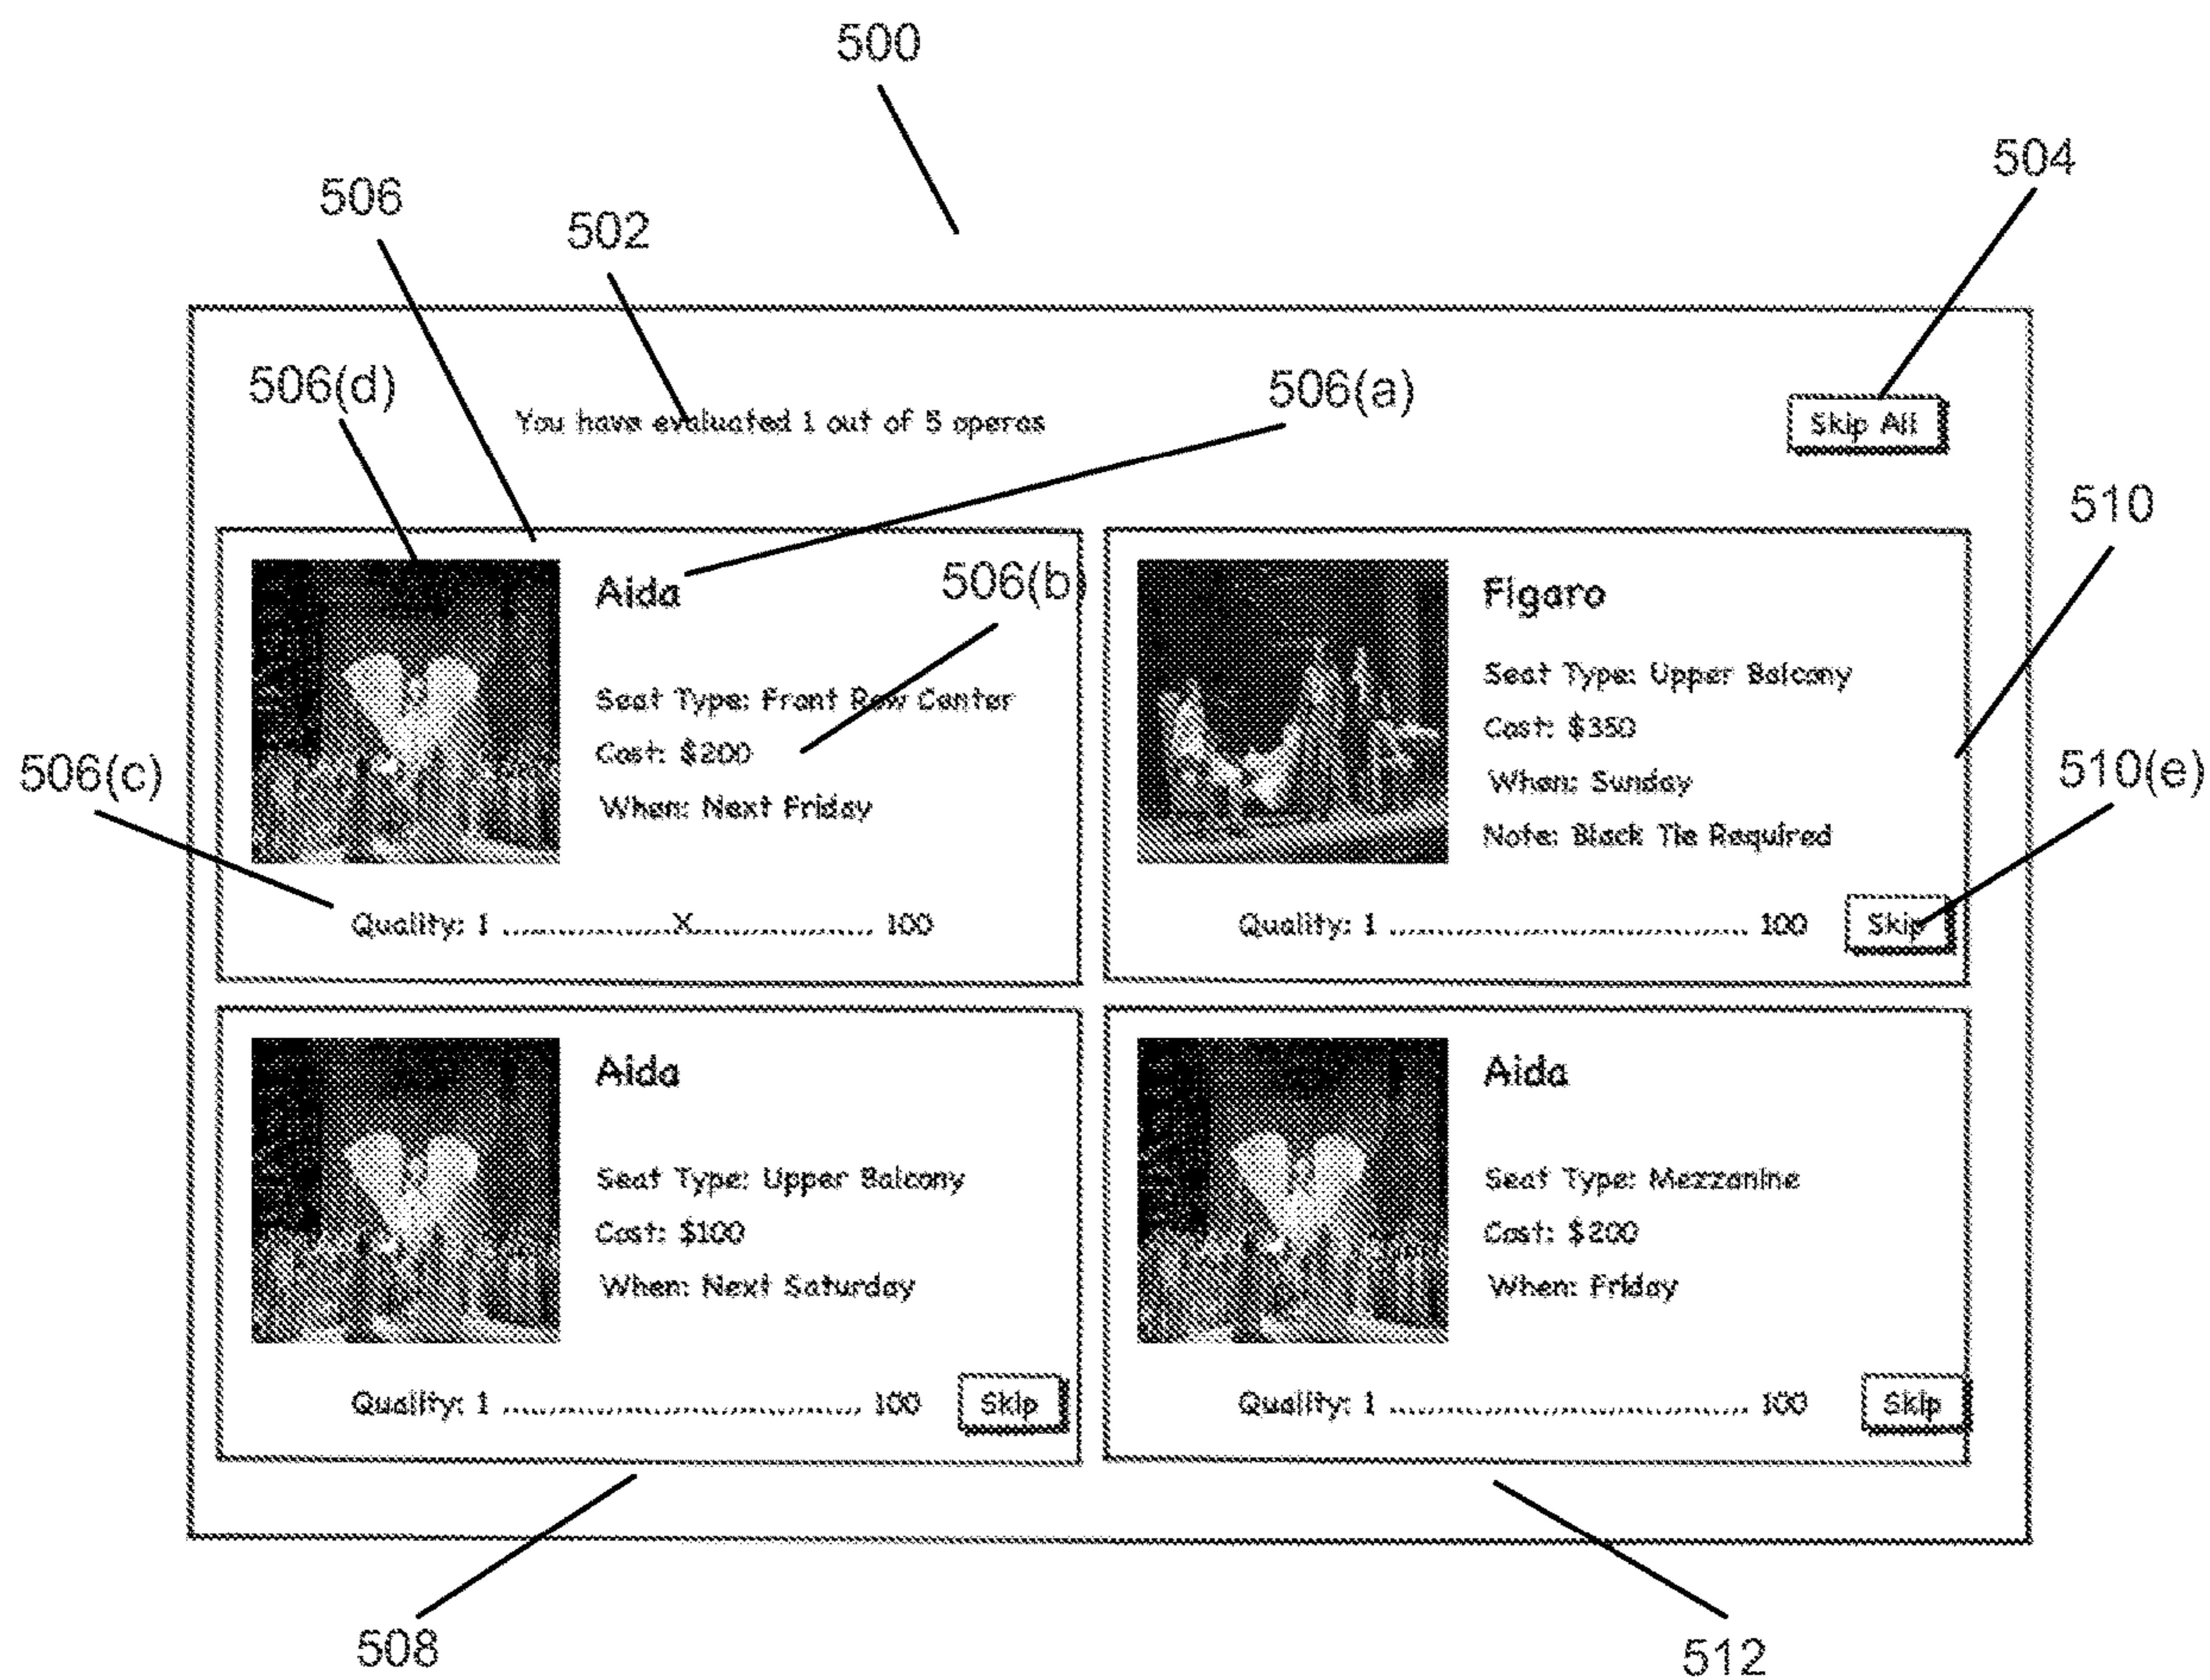 500
504
506
502
506(d)
506(a)
You have evaluated 1 out of 5 operas
Skip All
510
Aida
506(b)
Seat Type: Front Row Center
Cost: $200
When: Next Friday
506(c)
Quality: 1 ........................X........................ 100
Figaro
Seat Type: Upper Balcony
Cost: $350
When: Sunday
Note: Black Tie Required
510(e)
Quality: 1 ................................................ 100
Skip
Aida
Seat Type: Upper Balcony
Cost: $100
When: Next Saturday
Quality: 1 ................................................ 100
Skip
Aida
Seat Type: Mezzanine
Cost: $200
When: Friday
Quality: 1 ................................................ 100
Skip
508
512